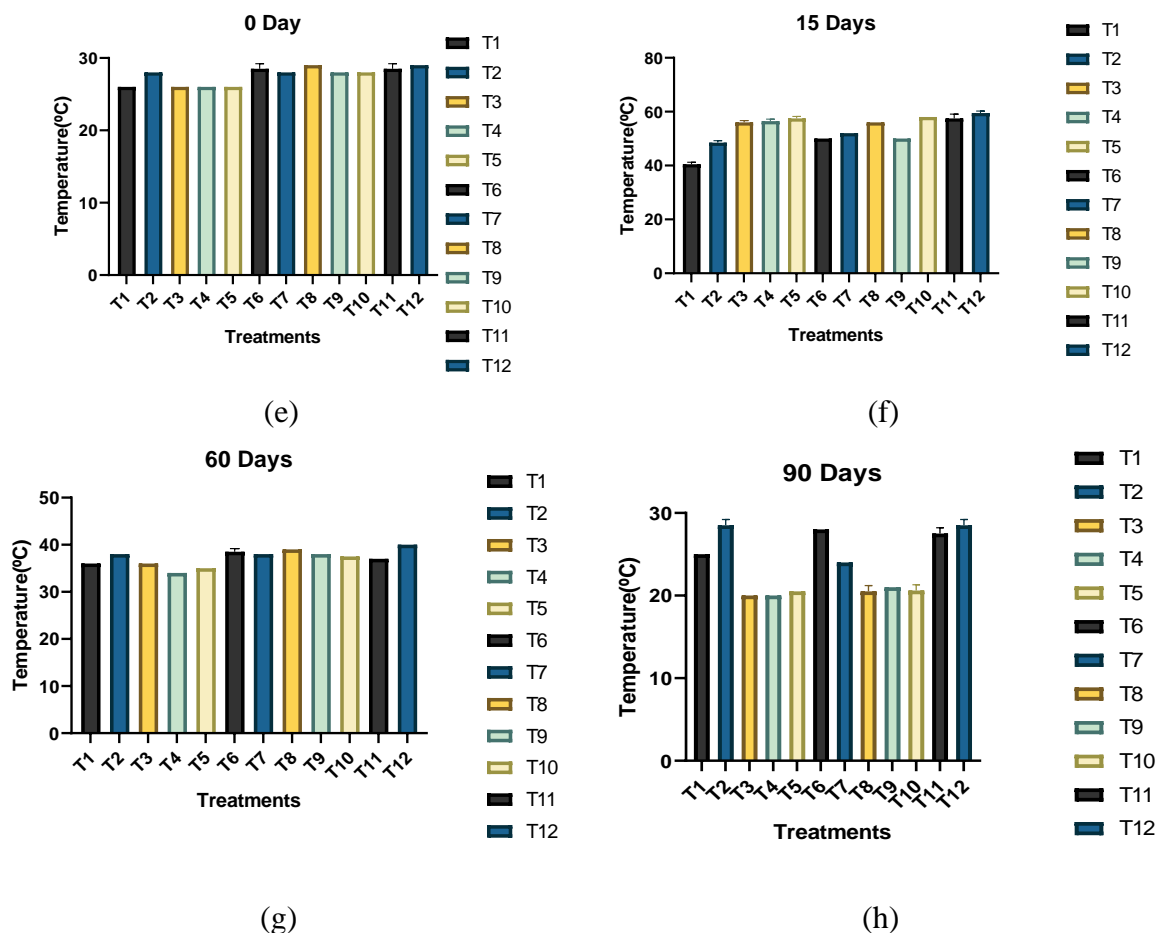 0 Day
Temperature(ºC)
30
20
10
0
T1
T2
T3
T4
T5
T6
T7
T8
T9
T10
T11
T12
Treatments
T1
T2
T3
T4
T5
T6
T7
T8
T9
T10
T11
T12
(e)
15 Days
Temperature(ºC)
80
60
40
20
0
T1
T2
T3
T4
T5
T6
T7
T8
T9
T10
T11
T12
Treatments
T1
T2
T3
T4
T5
T6
T7
T8
T9
T10
T11
T12
(f)
60 Days
Temperature(ºC)
50
40
30
20
10
0
T1
T2
T3
T4
T5
T6
T7
T8
T9
T10
T11
T12
Treatments
T1
T2
T3
T4
T5
T6
T7
T8
T9
T10
T11
T12
(g)
90 Days
Temperature(ºC)
30
20
10
0
T1
T2
T3
T4
T5
T6
T7
T8
T9
T10
T11
T12
Treatments
T1
T2
T3
T4
T5
T6
T7
T8
T9
T10
T11
T12
(h)